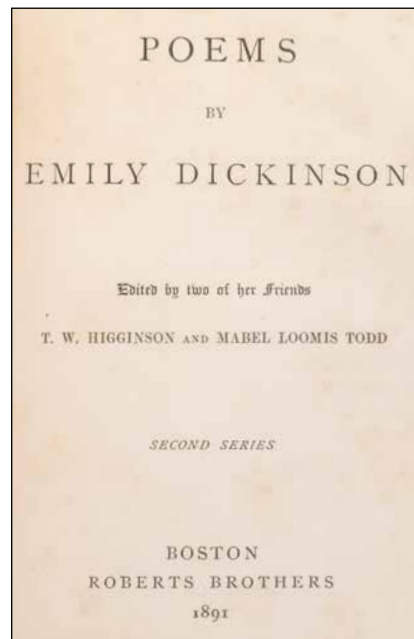 POEMS
BY
EMILY DICKINSON
Edited by two of her Friends
T. W. HIGGINSON AND MABEL LOOMIS TODD
SECOND SERIES
BOSTON
ROBERTS BROTHERS
1891